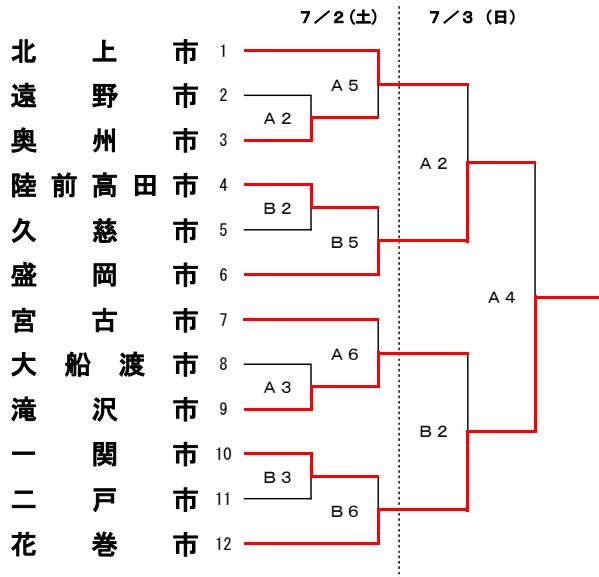 ７／２（土） ７／３（日）
北上市 1
遠野市 2
奥州市 3
陸前高田市 4
久慈市 5
盛岡市 6
宮古市 7
大船渡市 8
滝沢市 9
一関市 10
二戸市 11
花巻市 12
Ａ５
Ａ２
Ａ２
Ｂ２
Ｂ５
Ａ４
Ａ６
Ａ３
Ｂ２
Ｂ３
Ｂ６